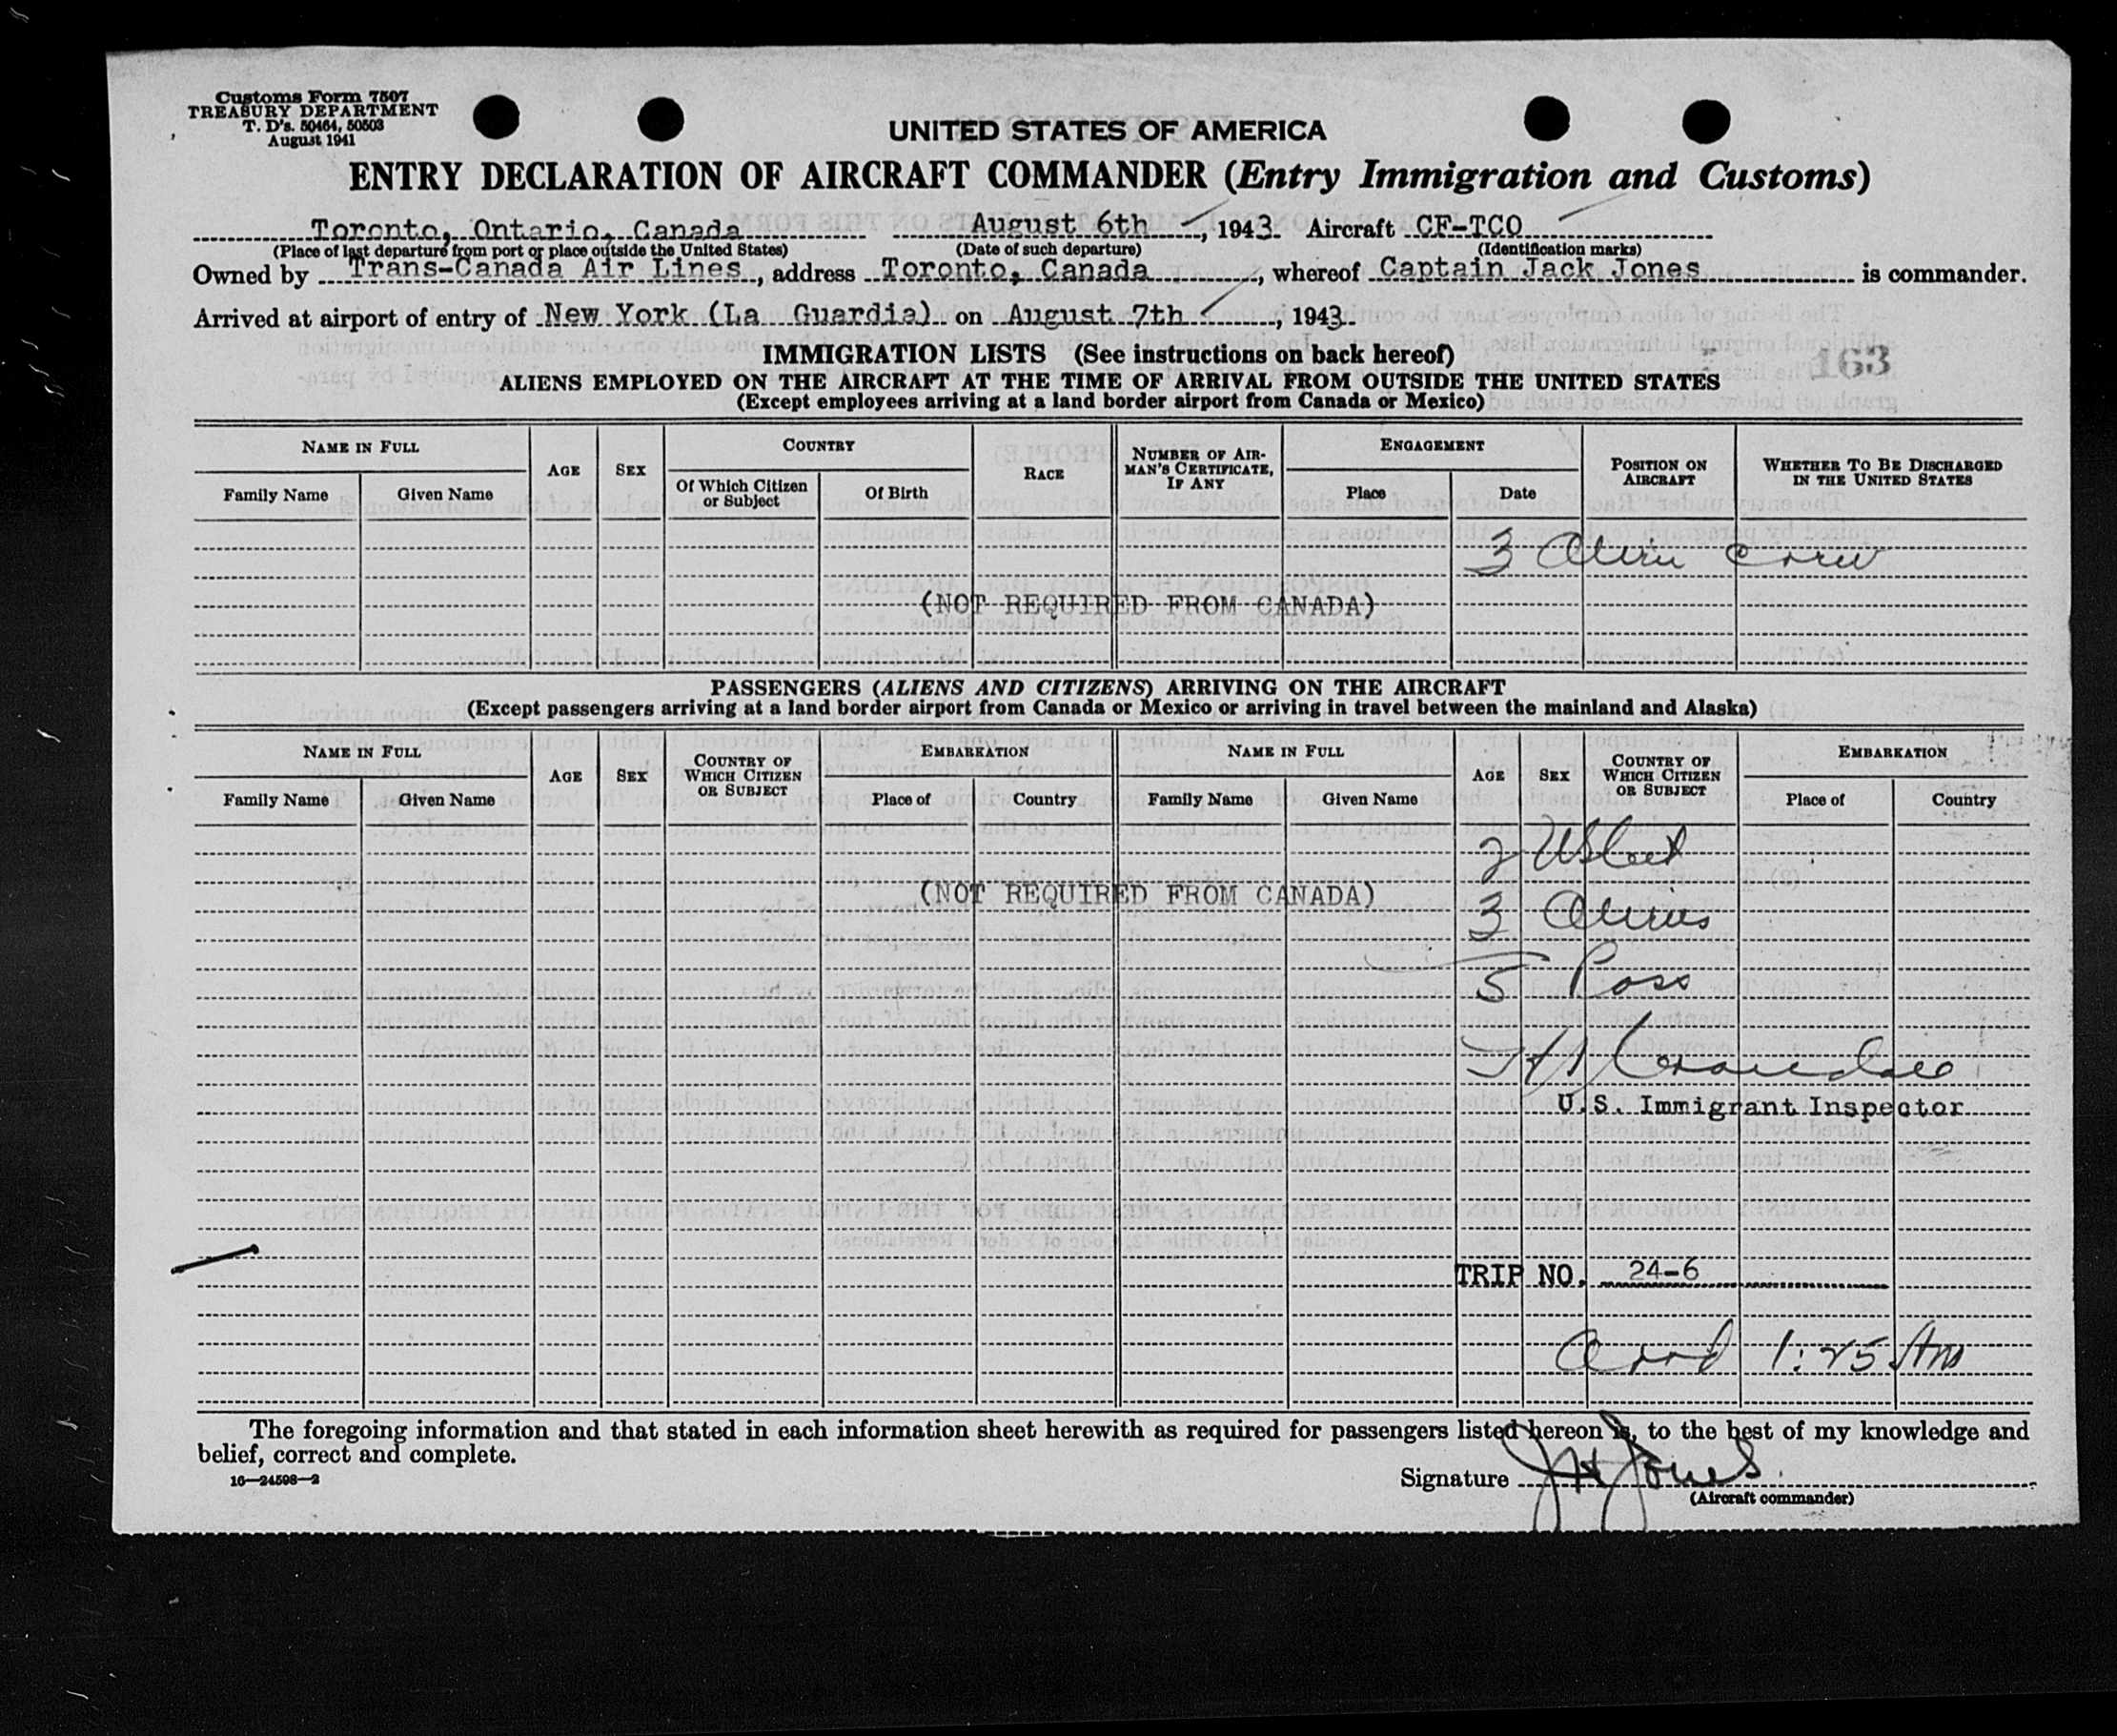 Customs Form 7507
TREASURY DEPARTMENT
T. D's. 50464, 50503
August 1941
UNITED STATES OF AMERICA
ENTRY DECLARATION OF AIRCRAFT COMMANDER (Entry Immigration and Customs)
Toronto, Ontario, Canada August 6th, 1943 Aircraft CF-TCO
(Place of last departure from port or place outside the United States) (Date of such departure) (Identification marks)
Owned by Trans-Canada Air Lines, address Toronto, Canada, whereof Captain Jack Jones is commander.
Arrived at airport of entry of New York (La Guardia) on August 7th, 1943.
IMMIGRATION LISTS (See instructions on back hereof)
163
ALIENS EMPLOYED ON THE AIRCRAFT AT THE TIME OF ARRIVAL FROM OUTSIDE THE UNITED STATES
(Except employees arriving at a land border airport from Canada or Mexico)
NAME IN FULL AGE SEX COUNTRY RACE NUMBER OF AIRMAN'S CERTIFICATE, IF ANY ENGAGEMENT POSITION ON AIRCRAFT WHETHER TO BE DISCHARGED IN THE UNITED STATES
Family Name Given Name Of Which Citizen or Subject Of Birth Place Date
3 Alien Crew
(NOT REQUIRED FROM CANADA)
PASSENGERS (ALIENS AND CITIZENS) ARRIVING ON THE AIRCRAFT
(Except passengers arriving at a land border airport from Canada or Mexico or arriving in travel between the mainland and Alaska)
NAME IN FULL AGE SEX COUNTRY OF WHICH CITIZEN OR SUBJECT EMBARKATION NAME IN FULL AGE SEX COUNTRY OF WHICH CITIZEN OR SUBJECT EMBARKATION
Family Name Given Name Place of Country Family Name Given Name Place of Country
2 US Cit
(NOT REQUIRED FROM CANADA)
3 Aliens
5 Pass
U.S. Immigrant Inspector
TRIP NO. 24-6
Arrd 1:25 Am
The foregoing information and that stated in each information sheet herewith as required for passengers listed hereon is, to the best of my knowledge and
belief, correct and complete.
16—24598—2
Signature J H Jones
(Aircraft commander)